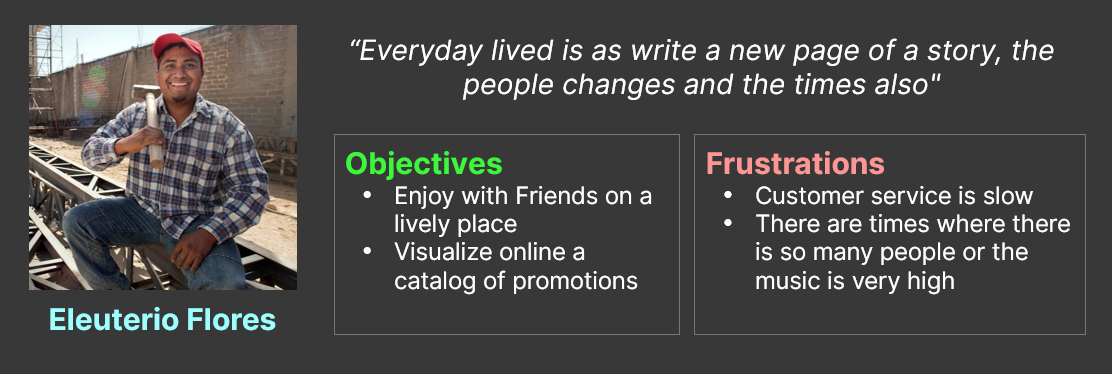 “Everyday lived is as write a new page of a story, the
people changes and the times also"
Objectives
• Enjoy with Friends on a
lively place
• Visualize online a
catalog of promotions
Frustrations
• Customer service is slow
• There are times where there
is so many people or the
music is very high
Eleuterio Flores